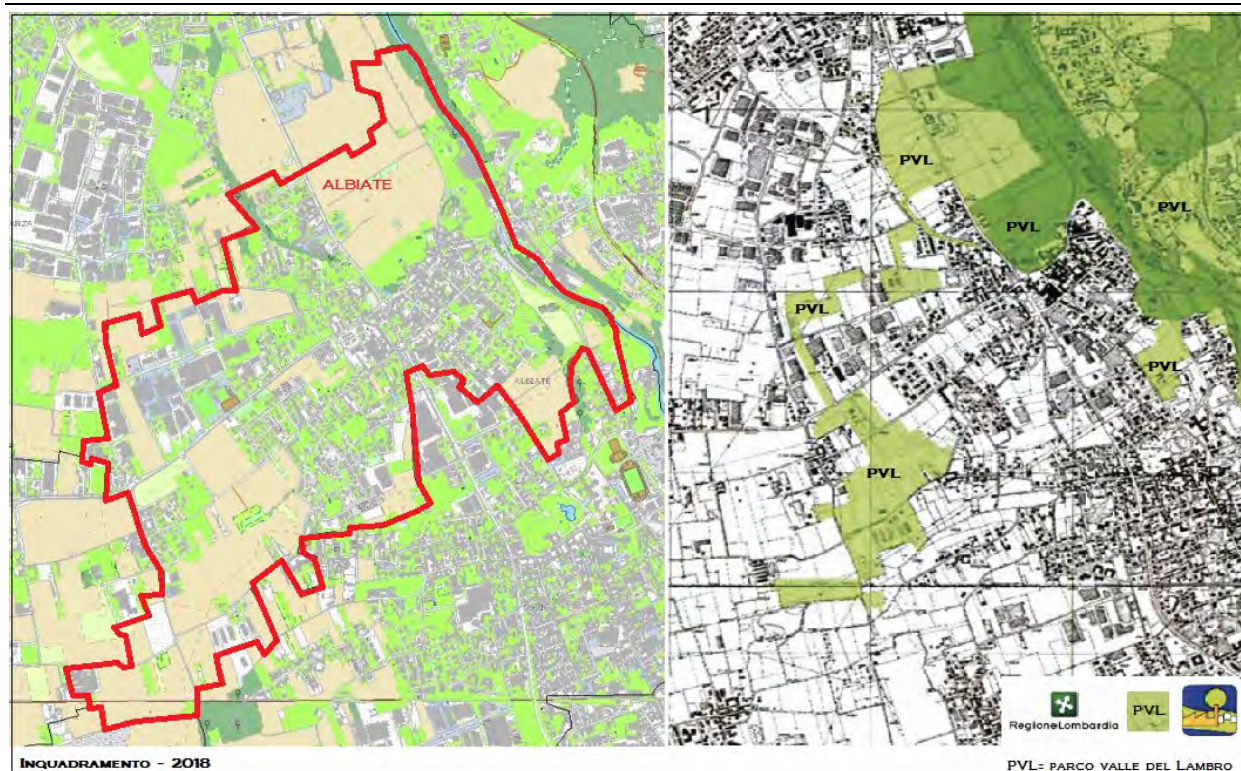 ALBIATE
ALBIATE
PVL
PVL
PVL
PVL
PVL
PVL
RegioneLombardia
PVL
INQUADRAMENTO - 2018
PVL= PARCO VALLE DEL LAMBRO